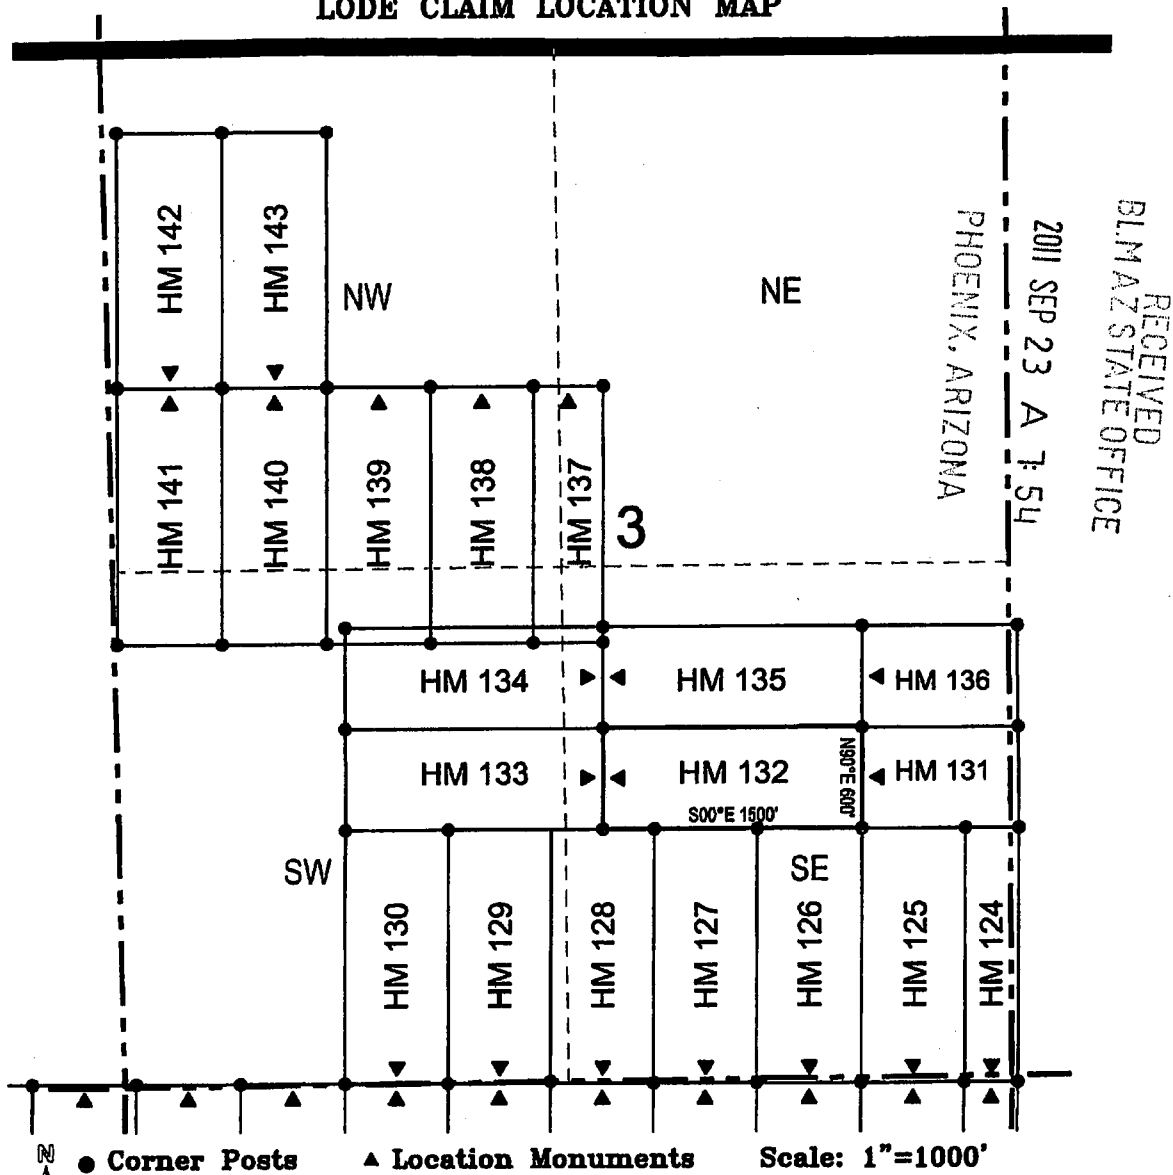 LODE CLAIM LOCATION MAP
HM 142
HM 143
NW
NE
RECEIVED
BLM AZ STATE OFFICE
2011 SEP 23 A 7:54
PHOENIX, ARIZONA
HM 141
HM 140
HM 139
HM 138
HM 137
3
HM 134
HM 135
HM 136
HM 133
HM 132
N90°E 600'
HM 131
S00°E 1500'
SW
SE
HM 130
HM 129
HM 128
HM 127
HM 126
HM 125
HM 124
N
Corner Posts
Location Monuments
Scale: 1"=1000'